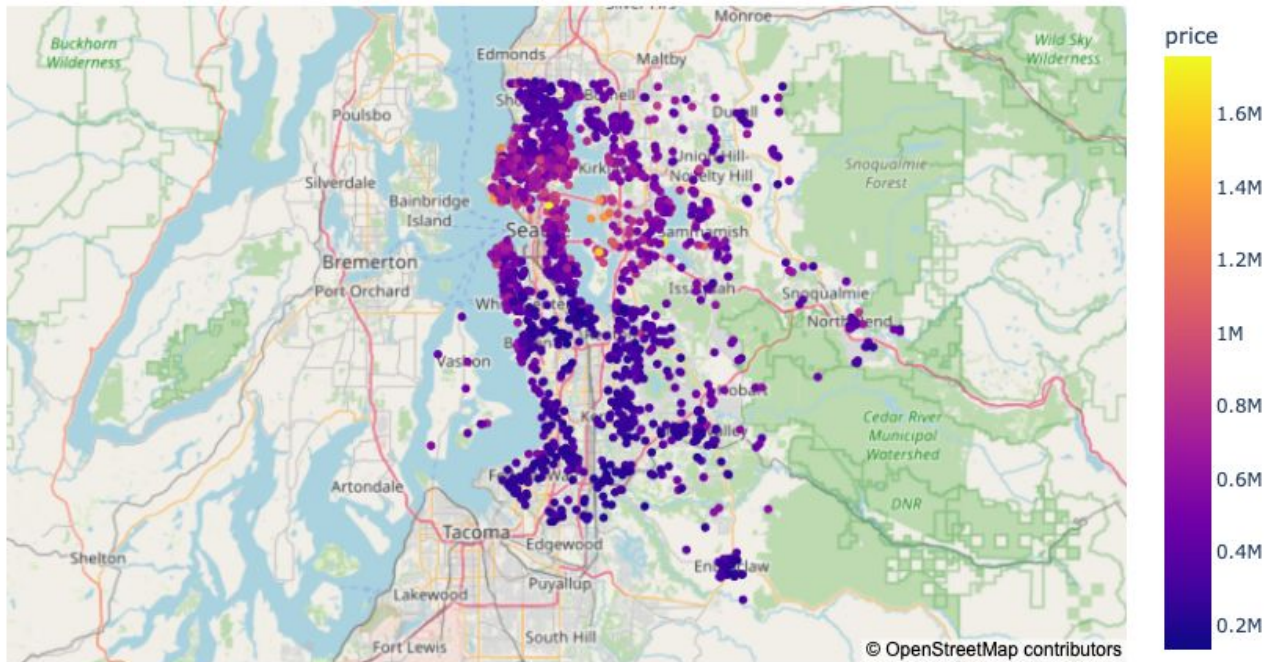 Monroe
Buckhorn
Wilderness
Edmonds
Maltby
Wild Sky
Wilderness
price
Poulsbo
Duvall
1.6M
Union Hill-
Novelty Hill
Snoqualmie
Forest
Silverdale
Bainbridge
Island
1.4M
Seattle
Sammamish
Bremerton
1.2M
Port Orchard
Issaquah
Snoqualmie
North Bend
1M
Vashon
Hobart
0.8M
Cedar River
Municipal
Watershed
Artondale
0.6M
DNR
Tacoma
Shelton
Edgewood
Enumclaw
0.4M
Puyallup
Lakewood
Fort Lewis
South Hill
0.2M
© OpenStreetMap contributors